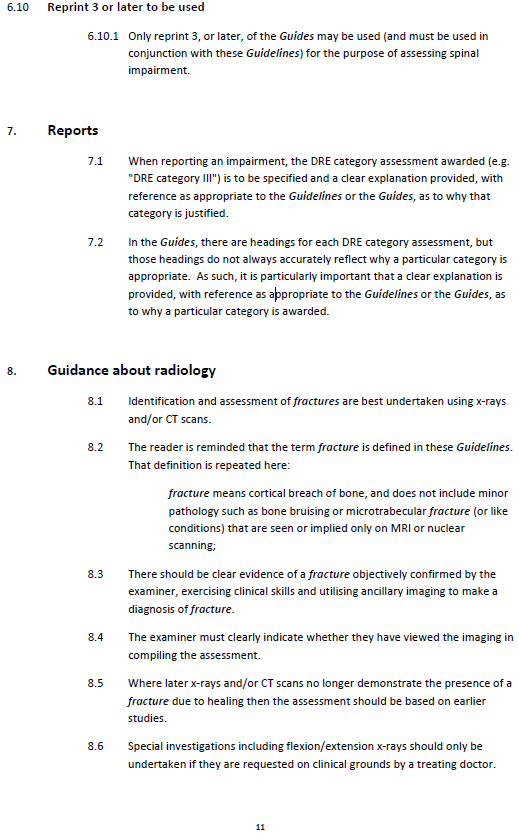 6.10 Reprint 3 or later to be used
6.10.1 Only reprint 3, or later, of the Guides may be used (and must be used in
conjunction with these Guidelines) for the purpose of assessing spinal
impairment.
7. Reports
7.1 When reporting an impairment, the DRE category assessment awarded (e.g.
"DRE category III") is to be specified and a clear explanation provided, with
reference as appropriate to the Guidelines or the Guides, as to why that
category is justified.
7.2 In the Guides, there are headings for each DRE category assessment, but
those headings do not always accurately reflect why a particular category is
appropriate. As such, it is particularly important that a clear explanation is
provided, with reference as appropriate to the Guidelines or the Guides, as
to why a particular category is awarded.
8. Guidance about radiology
8.1 Identification and assessment of fractures are best undertaken using x-rays
and/or CT scans.
8.2 The reader is reminded that the term fracture is defined in these Guidelines.
That definition is repeated here:
fracture means cortical breach of bone, and does not include minor
pathology such as bone bruising or microtrabecular fracture (or like
conditions) that are seen or implied only on MRI or nuclear
scanning;
8.3 There should be clear evidence of a fracture objectively confirmed by the
examiner, exercising clinical skills and utilising ancillary imaging to make a
diagnosis of fracture.
8.4 The examiner must clearly indicate whether they have viewed the imaging in
compiling the assessment.
8.5 Where later x-rays and/or CT scans no longer demonstrate the presence of a
fracture due to healing then the assessment should be based on earlier
studies.
8.6 Special investigations including flexion/extension x-rays should only be
undertaken if they are requested on clinical grounds by a treating doctor.
11